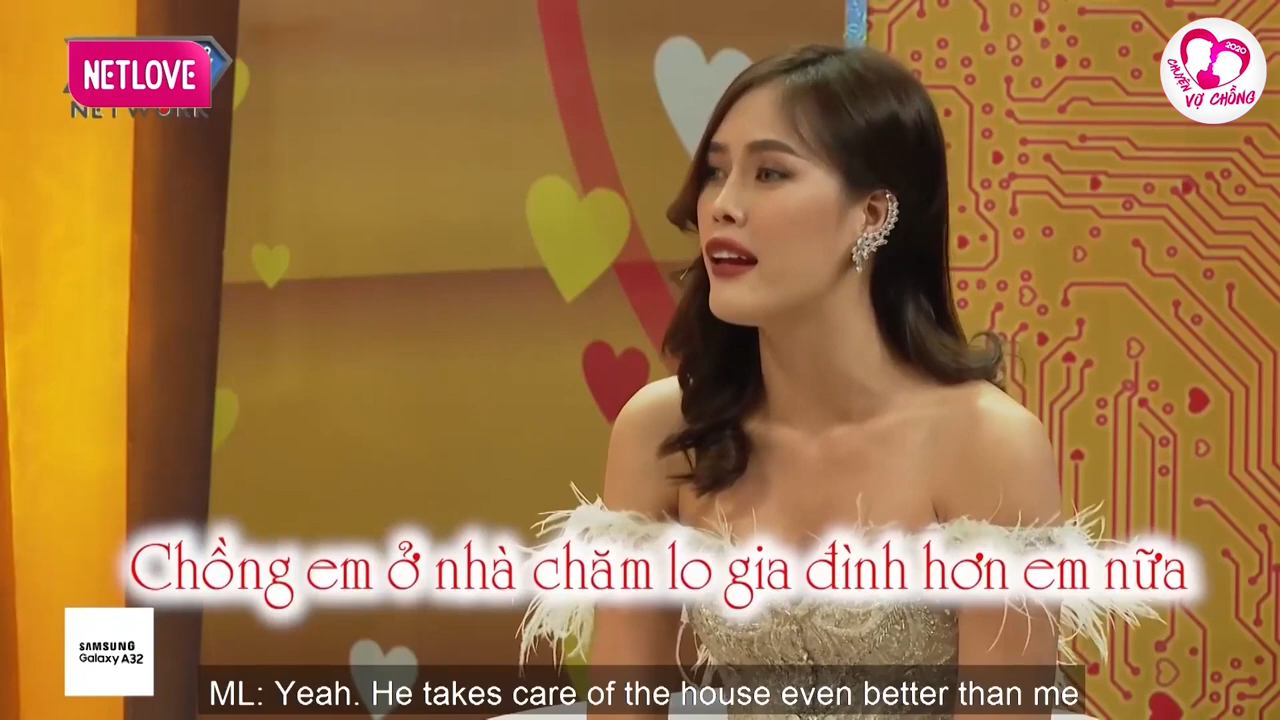 NETLOVE
NETWORK
2020
CHUYỆN
VỢ CHỒNG
Chồng em ở nhà chăm lo gia đình hơn em nữa
SAMSUNG
Galaxy A32
ML: Yeah. He takes care of the house even better than me